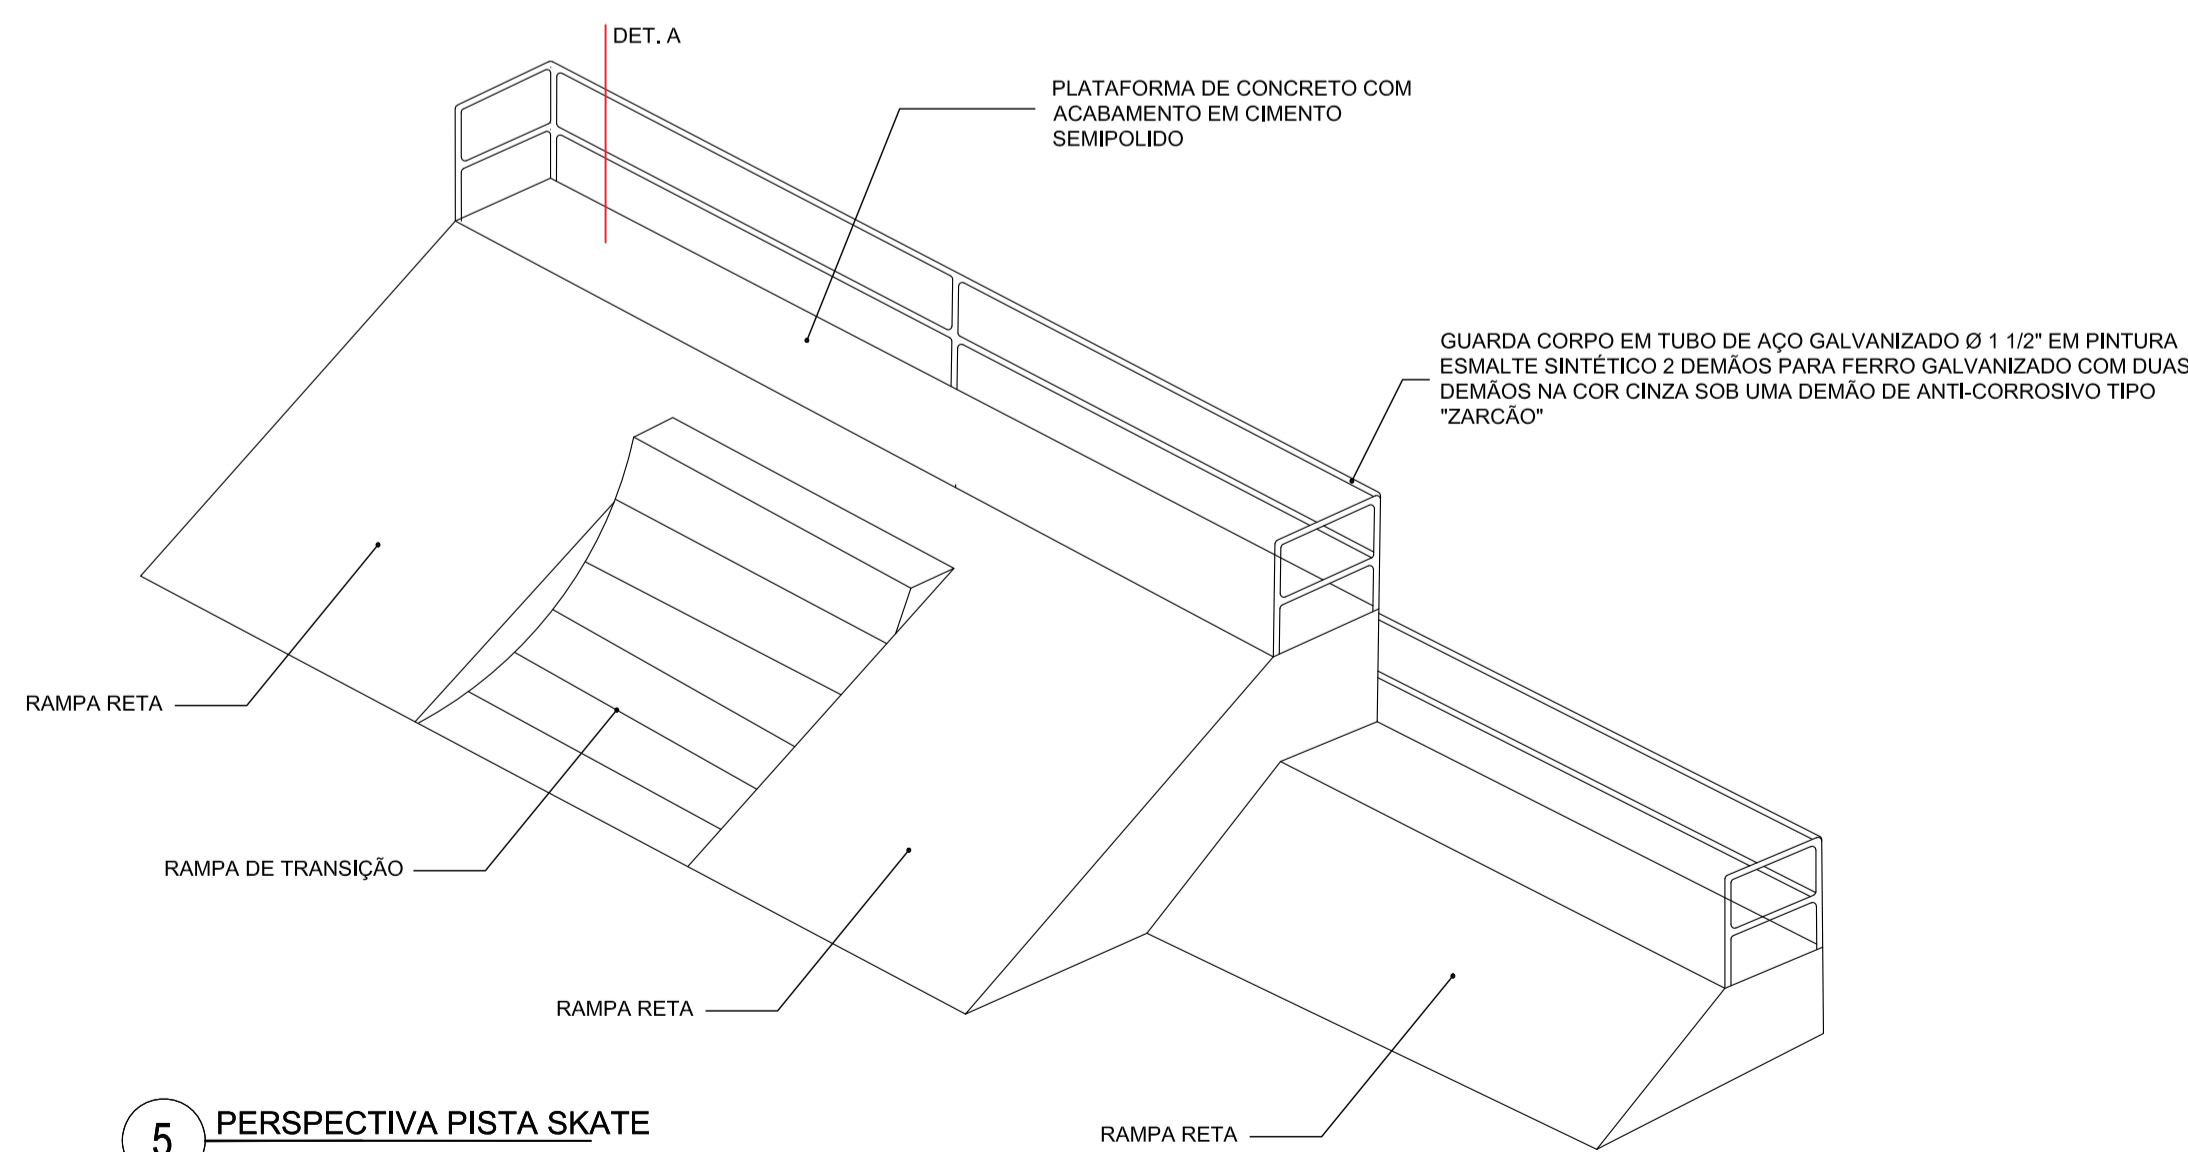 DET. A
PLATAFORMA DE CONCRETO COM
ACABAMENTO EM CIMENTO
SEMIPOLIDO
GUARDA CORPO EM TUBO DE AÇO GALVANIZADO Ø 1 1/2" EM PINTURA
ESMALTE SINTÉTICO 2 DEMÃOS PARA FERRO GALVANIZADO COM DUAS
DEMÃOS NA COR CINZA SOB UMA DEMÃO DE ANTI-CORROSIVO TIPO
"ZARCÃO"
RAMPA RETA
RAMPA DE TRANSIÇÃO
RAMPA RETA
RAMPA RETA
5 PERSPECTIVA PISTA SKATE